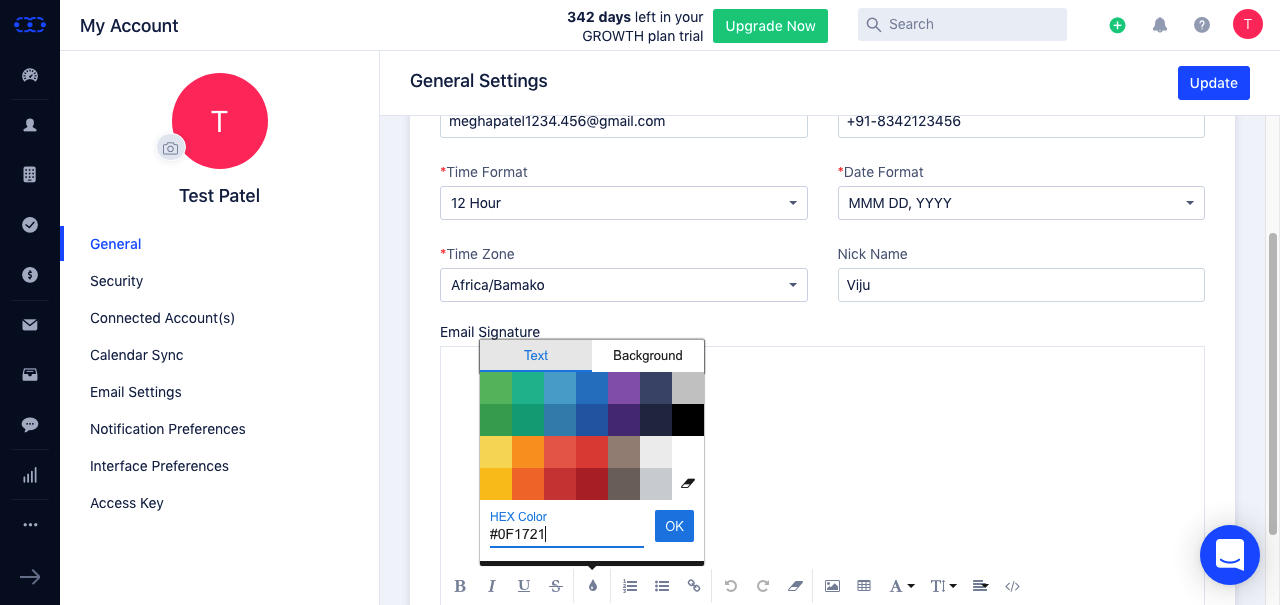 My Account
342 days left in your
GROWTH plan trial
Upgrade Now
Search
T
T
Test Patel
General
Security
Connected Account(s)
Calendar Sync
Email Settings
Notification Preferences
Interface Preferences
Access Key
General Settings
Update
meghapatel1234.456@gmail.com
+91-8342123456
*Time Format
*Date Format
12 Hour
MMM DD, YYYY
*Time Zone
Nick Name
Africa/Bamako
Viju
Email Signature
Text
Background
HEX Color
#0F1721
OK
B I U S
A
TI